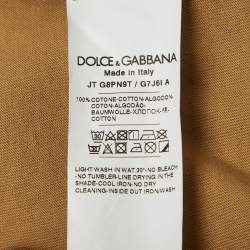 DOLCE & GABBANA
Made in Italy
JT G8PN9T / G7J6I A
100% COTONE-COTTON-ALGODÓN
COTON-ALGODÃO-
BAUMWOLLE-ХЛОПОК-
COTTON
LIGHT WASH IN WAT.30°-NO BLEACH
-NO TUMBLER-LINE DRYING IN THE
SHADE-COOL IRON-NO DRY
CLEANING-INSIDE OUT IRON/WASH